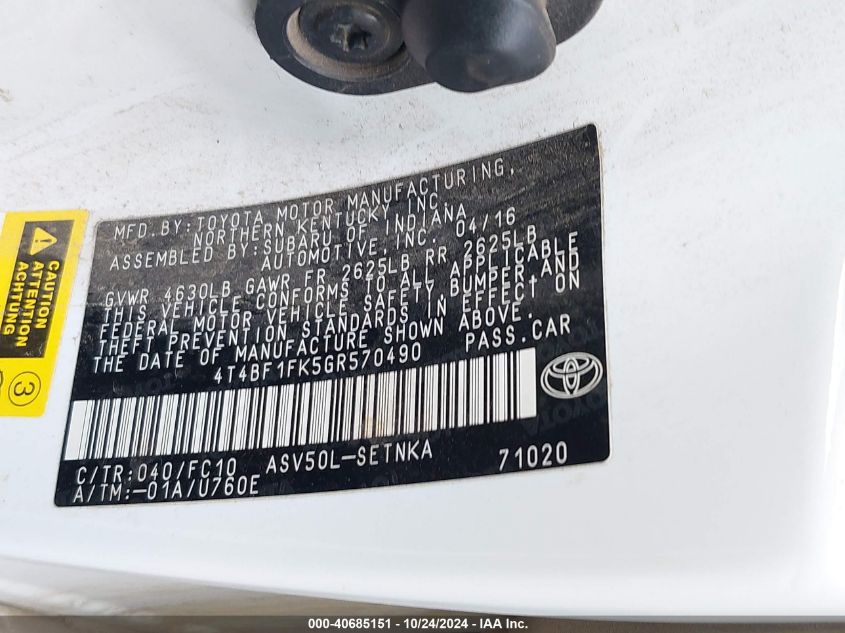 MFD.BY:TOYOTA MOTOR MANUFACTURING,
NORTHERN KENTUCKY INC.
ASSEMBLED BY:SUBARU OF INDIANA
AUTOMOTIVE,INC. 04/16
GVWR 4630LB GAWR FR 2625LB RR 2625LB
THIS VEHICLE CONFORMS TO ALL APPLICABLE
FEDERAL MOTOR VEHICLE SAFETY,BUMPER,AND
THEFT PREVENTION STANDARDS IN EFFECT ON
THE DATE OF MANUFACTURE SHOWN ABOVE.
4T4BF1FK5GR570490 PASS.CAR
C/TR:040/FC10 ASV50L-SETNKA 71020
A/TM:-01A/U760E
TOYOTA
CAUTION
ATTENTION
ACHTUNG
3
000-40685151 - 10/24/2024 - IAA Inc.